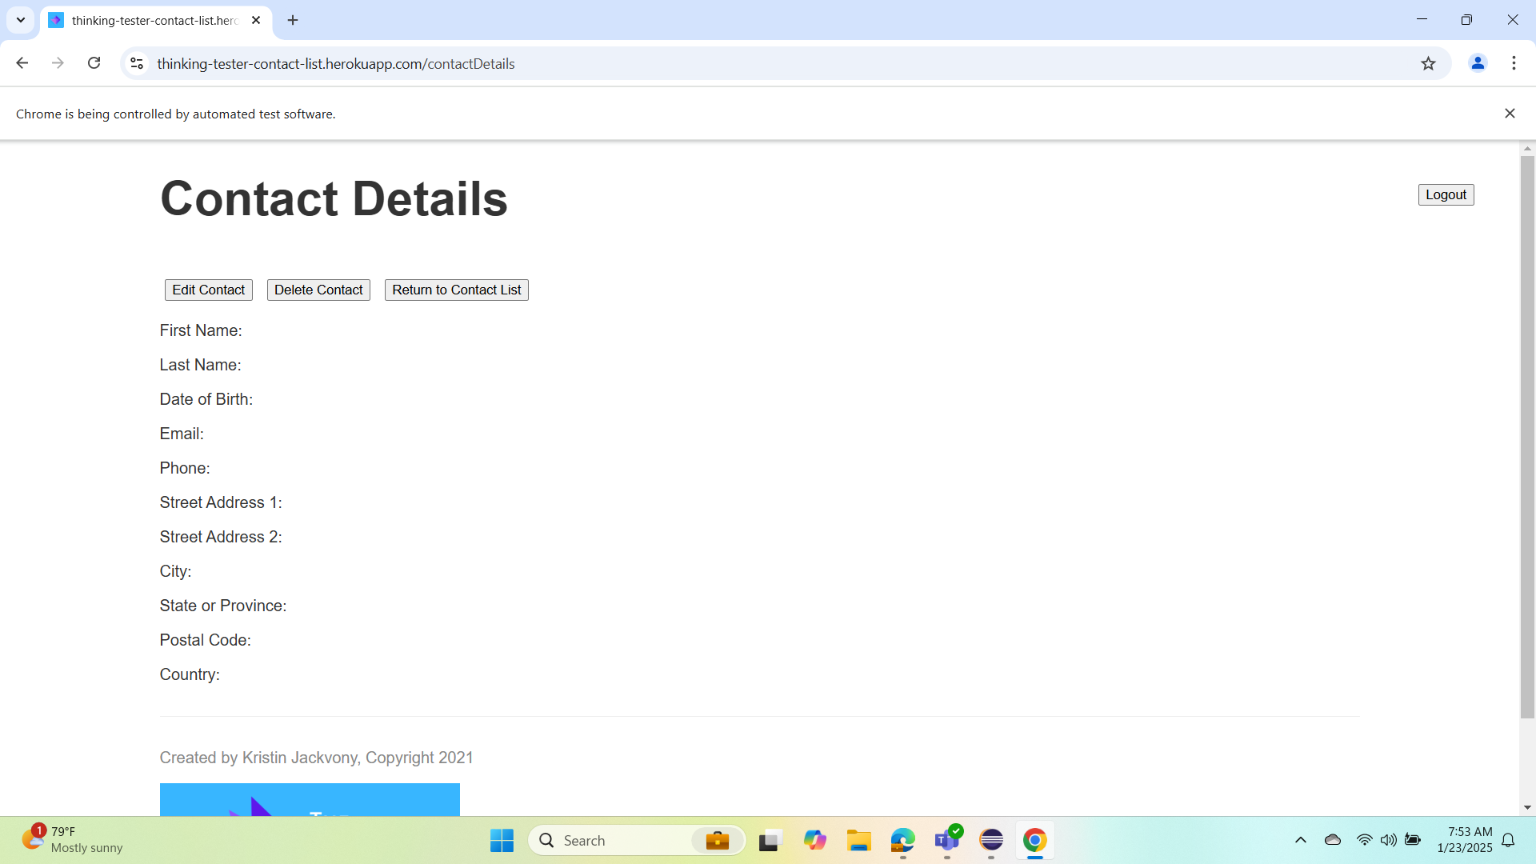 thinking-tester-contact-list.herc
thinking-tester-contact-list.herokuapp.com/contactDetails
Chrome is being controlled by automated test software.
Contact Details
Logout
Edit Contact
Delete Contact
Return to Contact List
First Name:
Last Name:
Date of Birth:
Email:
Phone:
Street Address 1:
Street Address 2:
City:
State or Province:
Postal Code:
Country:
Created by Kristin Jackvony, Copyright 2021
1
79°F
Mostly sunny
Search
7:53 AM
1/23/2025